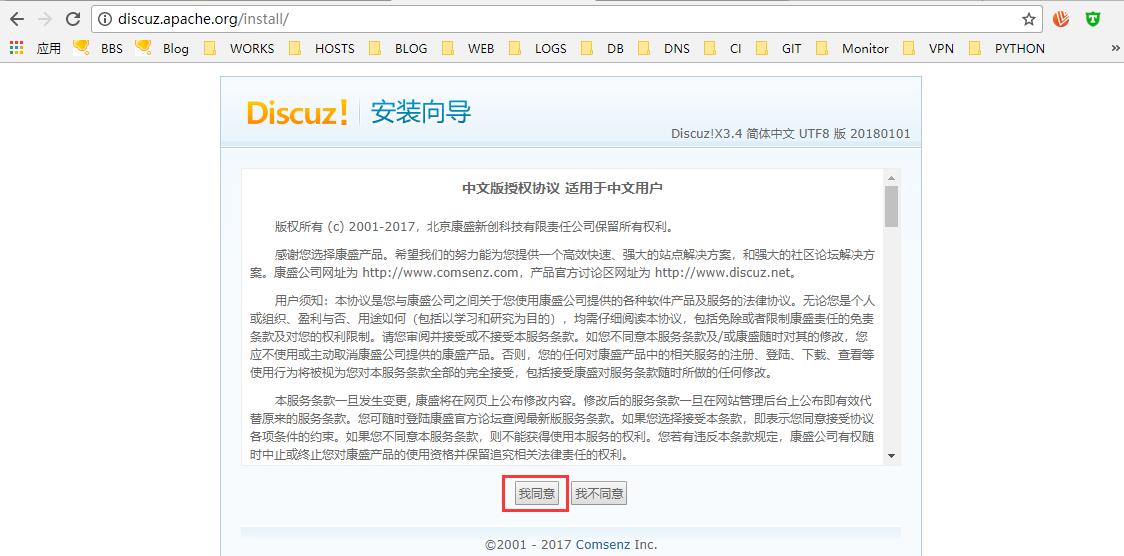 discuz.apache.org/install/
应用 BBS Blog WORKS HOSTS BLOG WEB LOGS DB DNS CI GIT Monitor VPN PYTHON »
Discuz! 安装向导
Discuz!X3.4 简体中文 UTF8 版 20180101
中文版授权协议 适用于中文用户
版权所有 (c) 2001-2017，北京康盛新创科技有限责任公司保留所有权利。
感谢您选择康盛产品。希望我们的努力能为您提供一个高效快速、强大的站点解决方案，和强大的社区论坛解决方
案。康盛公司网址为 http://www.comsenz.com，产品官方讨论区网址为 http://www.discuz.net。
用户须知：本协议是您与康盛公司之间关于您使用康盛公司提供的各种软件产品及服务的法律协议。无论您是个人
或组织、盈利与否、用途如何（包括以学习和研究为目的），均需仔细阅读本协议，包括免除或者限制康盛责任的免责
条款及对您的权利限制。请您审阅并接受或不接受本服务条款。如您不同意本服务条款及/或康盛随时对其的修改，您
应不使用或主动取消康盛公司提供的康盛产品。否则，您的任何对康盛产品中的相关服务的注册、登陆、下载、查看等
使用行为将被视为您对本服务条款全部的完全接受，包括接受康盛对服务条款随时所做的任何修改。
本服务条款一旦发生变更, 康盛将在网页上公布修改内容。修改后的服务条款一旦在网站管理后台上公布即有效代
替原来的服务条款。您可随时登陆康盛官方论坛查阅最新版服务条款。如果您选择接受本条款，即表示您同意接受协议
各项条件的约束。如果您不同意本服务条款，则不能获得使用本服务的权利。您若有违反本条款规定，康盛公司有权随
时中止或终止您对康盛产品的使用资格并保留追究相关法律责任的权利。
我同意 我不同意
©2001 - 2017 Comsenz Inc.